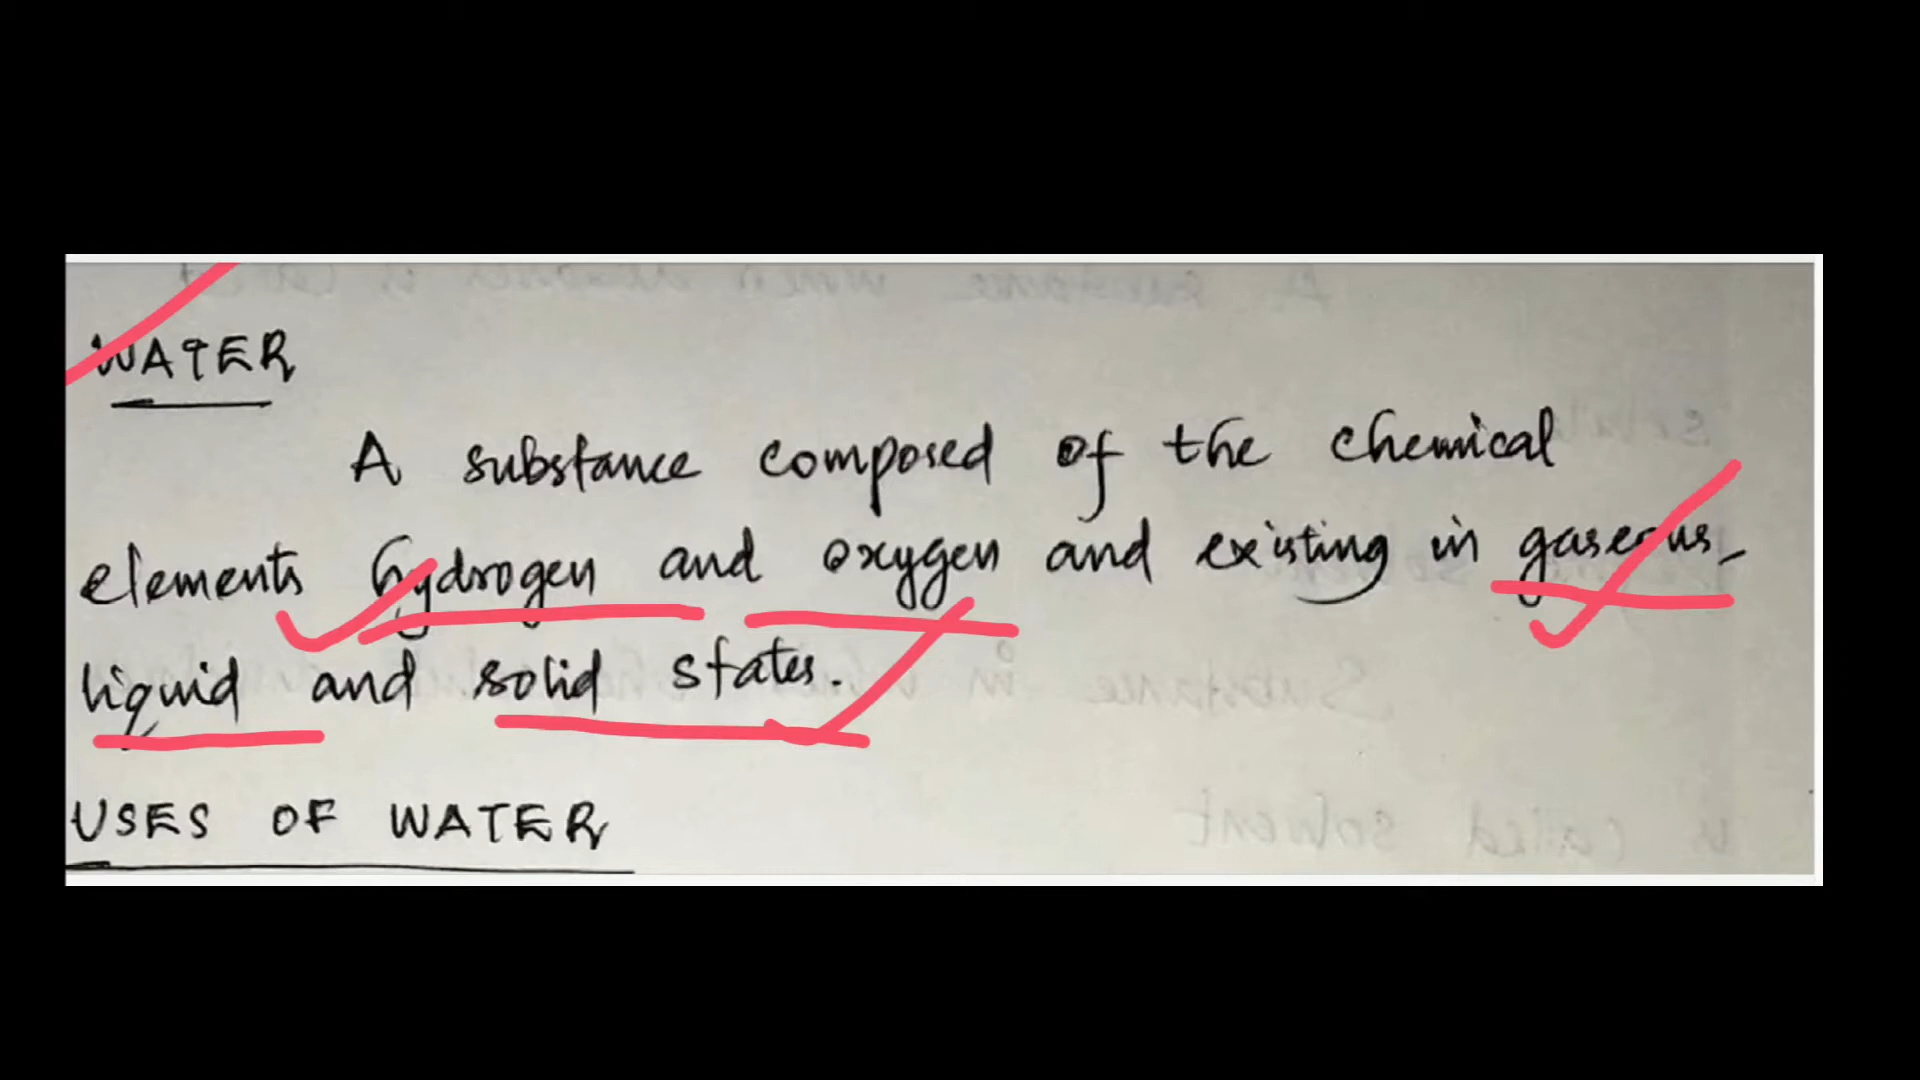 WATER
A substance composed of the chemical
elements hydrogen and oxygen and existing in gaseous
liquid and solid states.
USES OF WATER